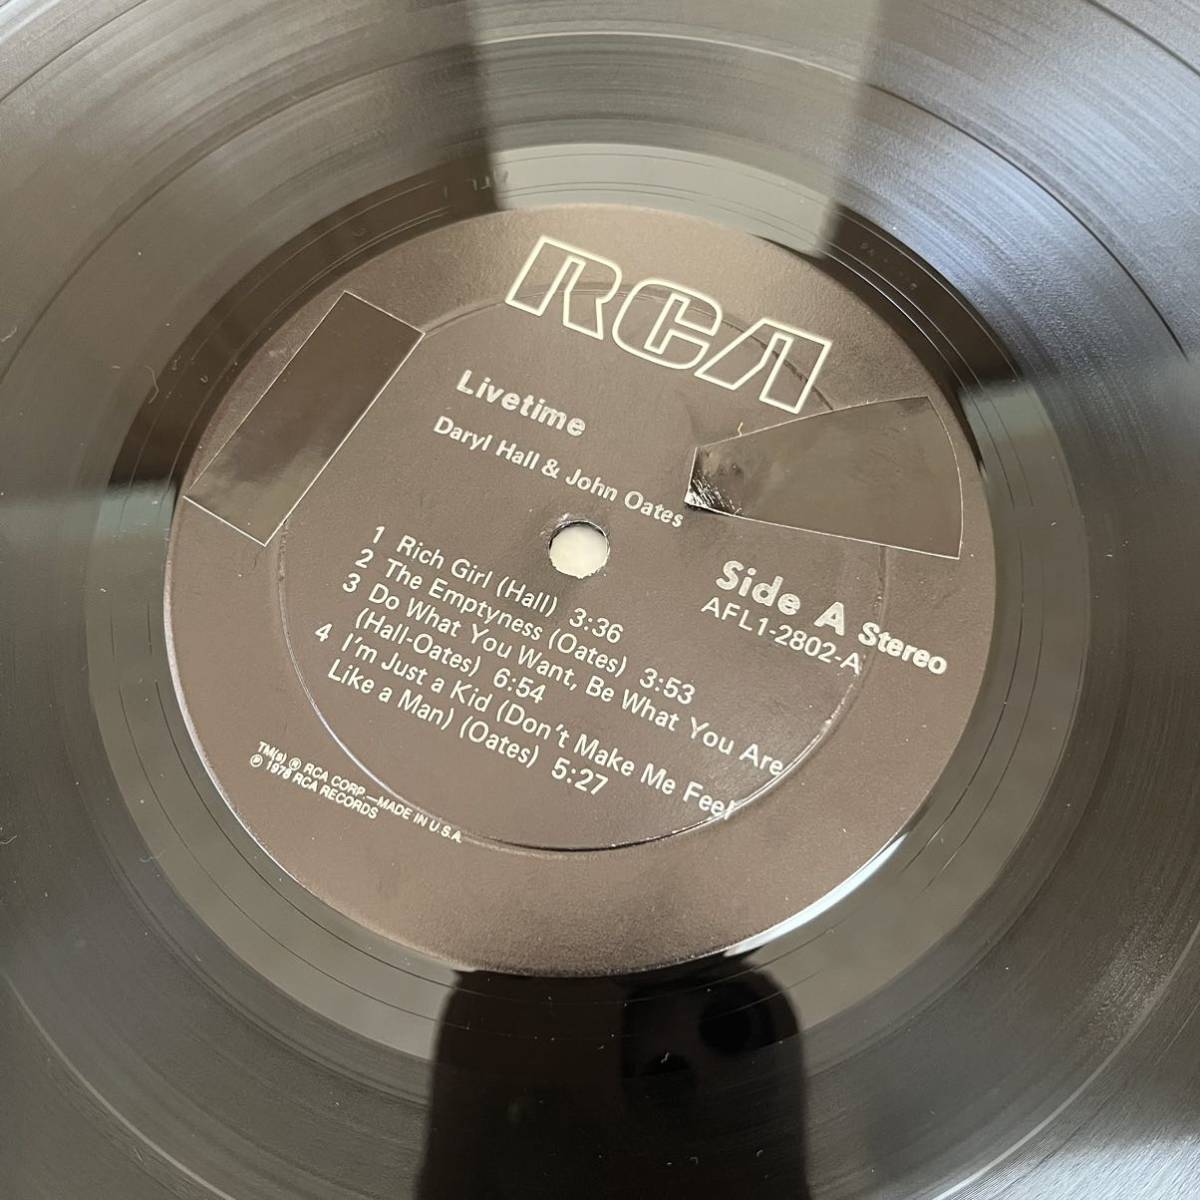 RCA
Livetime
Daryl Hall & John Oates
Side A Stereo
AFL1-2802-A
1 Rich Girl (Hall) 3:36
2 The Emptyness (Oates) 3:53
3 Do What You Want, Be What You Are
(Hall-Oates) 6:54
4 I'm Just a Kid (Don't Make Me Feel
Like a Man) (Oates) 5:27
TM(s) ® RCA CORP.—MADE IN U.S.A.
℗ 1978 RCA RECORDS